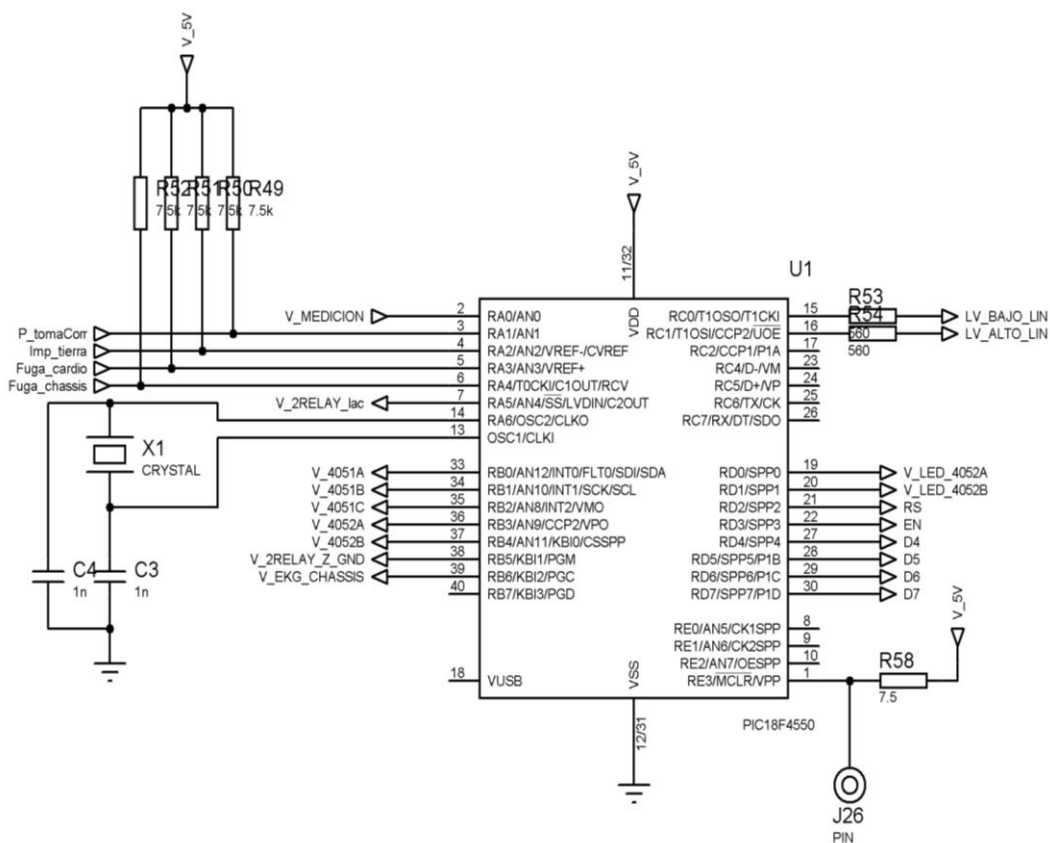 V_5V
R52 R51 R50 R49
7.5k 7.5k 7.5k 7.5k
V_5V
11/32
U1
P_tomaCorr
Imp_tierra
Fuga_cardio
Fuga_chassis
V_MEDICION
V_2RELAY_Iac
X1
CRYSTAL
C4
1n
C3
1n
V_4051A
V_4051B
V_4051C
V_4052A
V_4052B
V_2RELAY_Z_GND
V_EKG_CHASSIS
2 RA0/AN0
3 RA1/AN1
4 RA2/AN2/VREF-/CVREF
5 RA3/AN3/VREF+
6 RA4/T0CKI/C1OUT/RCV
7 RA5/AN4/SS/LVDIN/C2OUT
14 RA6/OSC2/CLKO
13 OSC1/CLKI
33 RB0/AN12/INT0/FLT0/SDI/SDA
34 RB1/AN10/INT1/SCK/SCL
35 RB2/AN8/INT2/VMO
36 RB3/AN9/CCP2/VPO
37 RB4/AN11/KBI0/CSSPP
38 RB5/KBI1/PGM
39 RB6/KBI2/PGC
40 RB7/KBI3/PGD
18 VUSB
VDD
VSS
12/31
RC0/T1OSO/T1CKI 15
RC1/T1OSI/CCP2/UOE 16
RC2/CCP1/P1A 17
RC4/D-/VM 23
RC5/D+/VP 24
RC6/TX/CK 25
RC7/RX/DT/SDO 26
RD0/SPP0 19
RD1/SPP1 20
RD2/SPP2 21
RD3/SPP3 22
RD4/SPP4 27
RD5/SPP5/P1B 28
RD6/SPP6/P1C 29
RD7/SPP7/P1D 30
RE0/AN5/CK1SPP 8
RE1/AN6/CK2SPP 9
RE2/AN7/OESPP 10
RE3/MCLR/VPP 1
PIC18F4550
R53
R54
560
560
LV_BAJO_LIN
LV_ALTO_LIN
V_LED_4052A
V_LED_4052B
RS
EN
D4
D5
D6
D7
V_5V
R58
7.5
J26
PIN